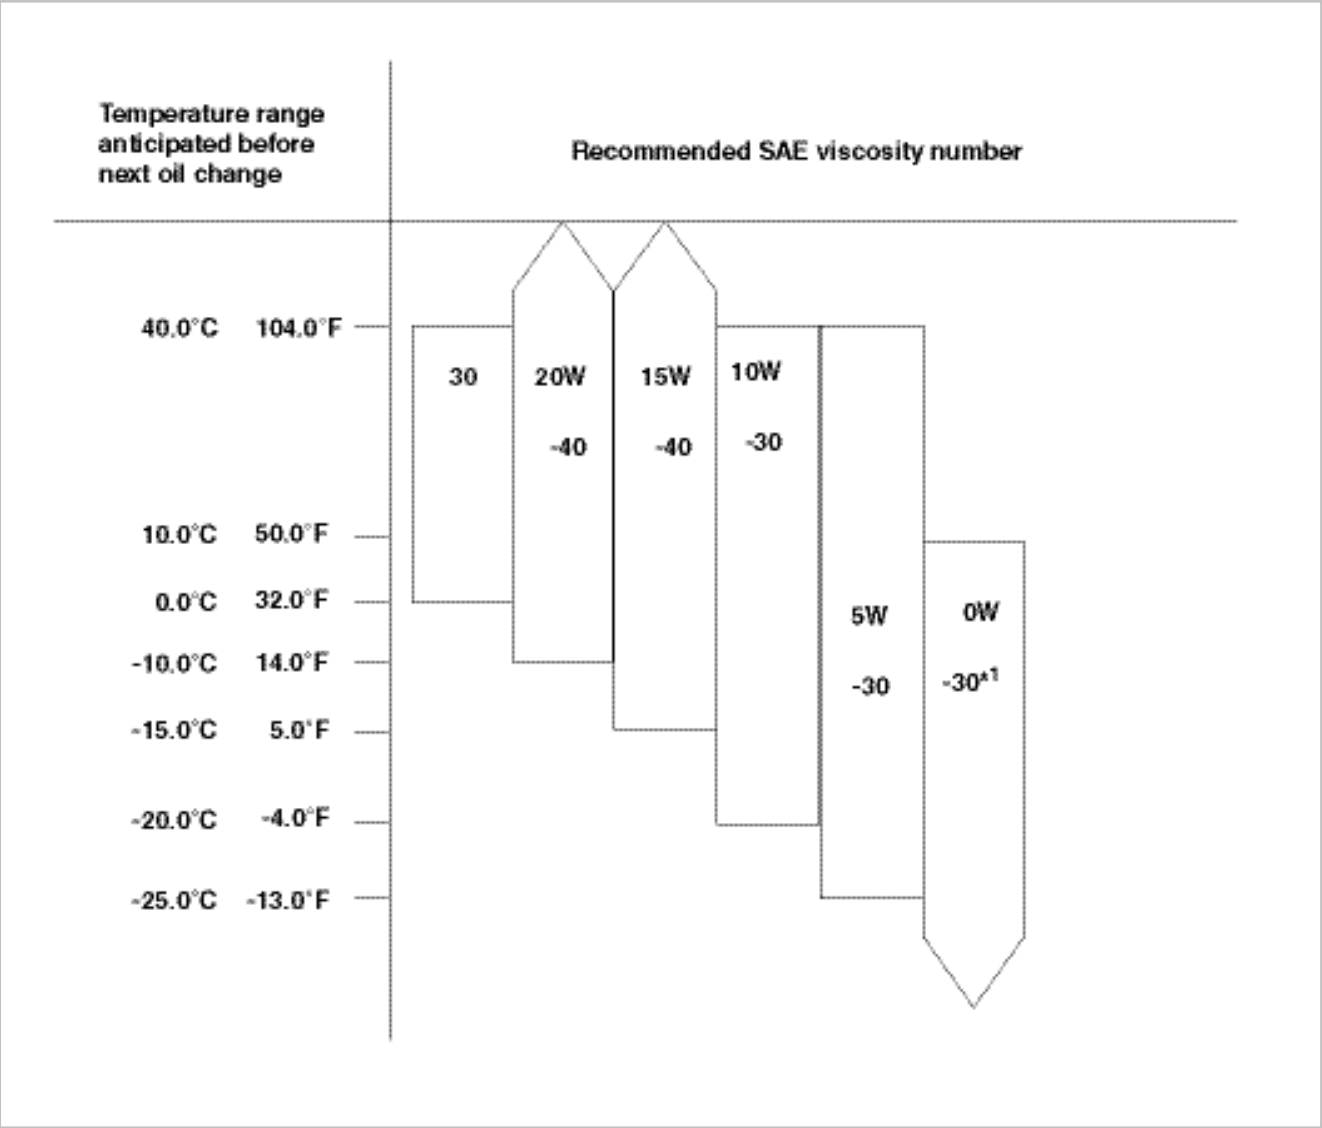 Temperature range
anticipated before
next oil change
Recommended SAE viscosity number
40.0°C 104.0°F
30 20W 15W 10W
-40 -40 -30
10.0°C 50.0°F
0.0°C 32.0°F
5W 0W
-10.0°C 14.0°F
-30 -30*1
-15.0°C 5.0°F
-20.0°C -4.0°F
-25.0°C -13.0°F